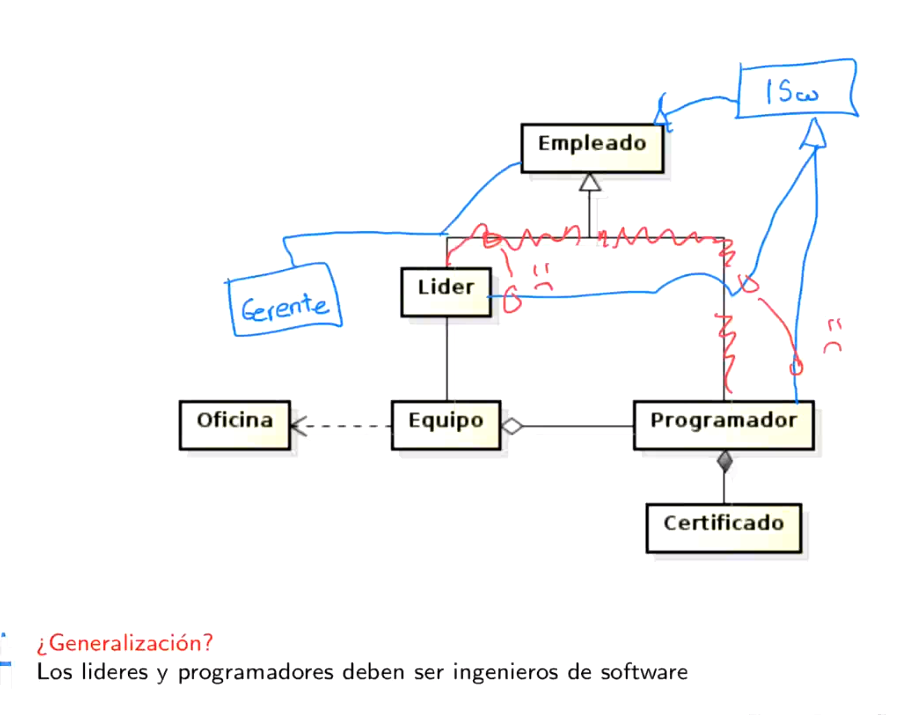 ISw
Empleado
Lider
Gerente
Oficina
Equipo
Programador
Certificado
¿Generalización?
Los lideres y programadores deben ser ingenieros de software